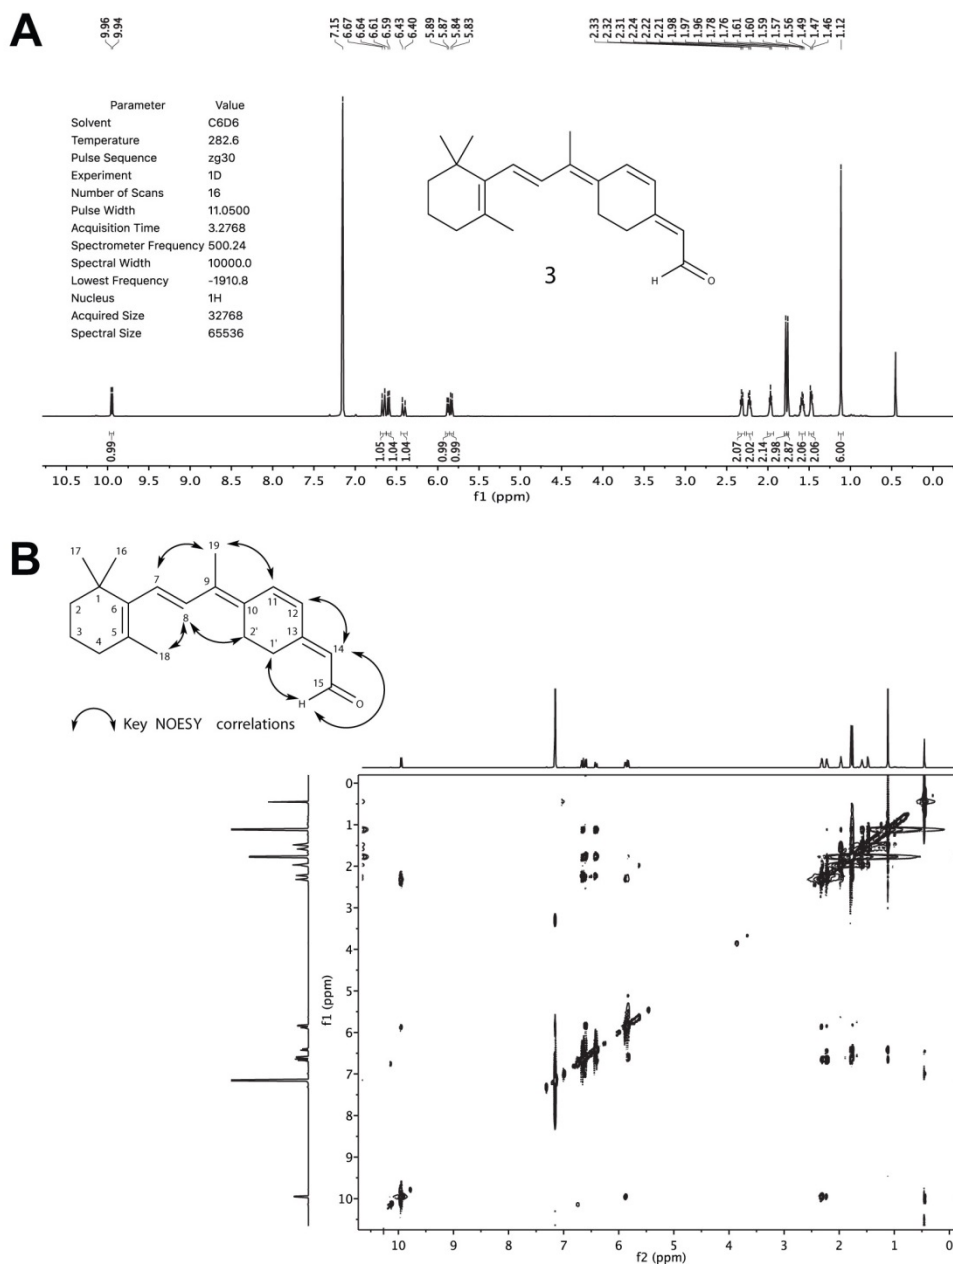 A
9.96
9.94
7.15
6.67
6.64
6.61
6.59
6.43
6.40
5.89
5.87
5.84
5.83
2.33
2.32
2.31
2.24
2.22
2.21
1.98
1.97
1.96
1.78
1.76
1.61
1.60
1.59
1.57
1.56
1.49
1.47
1.46
1.12
Parameter Value
Solvent C6D6
Temperature 282.6
Pulse Sequence zg30
Experiment 1D
Number of Scans 16
Pulse Width 11.0500
Acquisition Time 3.2768
Spectrometer Frequency 500.24
Spectral Width 10000.0
Lowest Frequency -1910.8
Nucleus 1H
Acquired Size 32768
Spectral Size 65536
H O
3
0.99
1.05
1.04
1.04
0.99
0.99
2.07
2.02
2.14
2.98
2.87
2.06
2.06
6.00
10.5 10.0 9.5 9.0 8.5 8.0 7.5 7.0 6.5 6.0 5.5 5.0 4.5 4.0 3.5 3.0 2.5 2.0 1.5 1.0 0.5 0.0
f1 (ppm)
B
17 16 19
7 9 11
1 8 10 12
2 6 2' 13
3 5 1' 14
4 18 15
H O
Key NOESY correlations
0
1
2
3
4
5
6
7
8
9
10
f1 (ppm)
10 9 8 7 6 5 4 3 2 1 0
f2 (ppm)